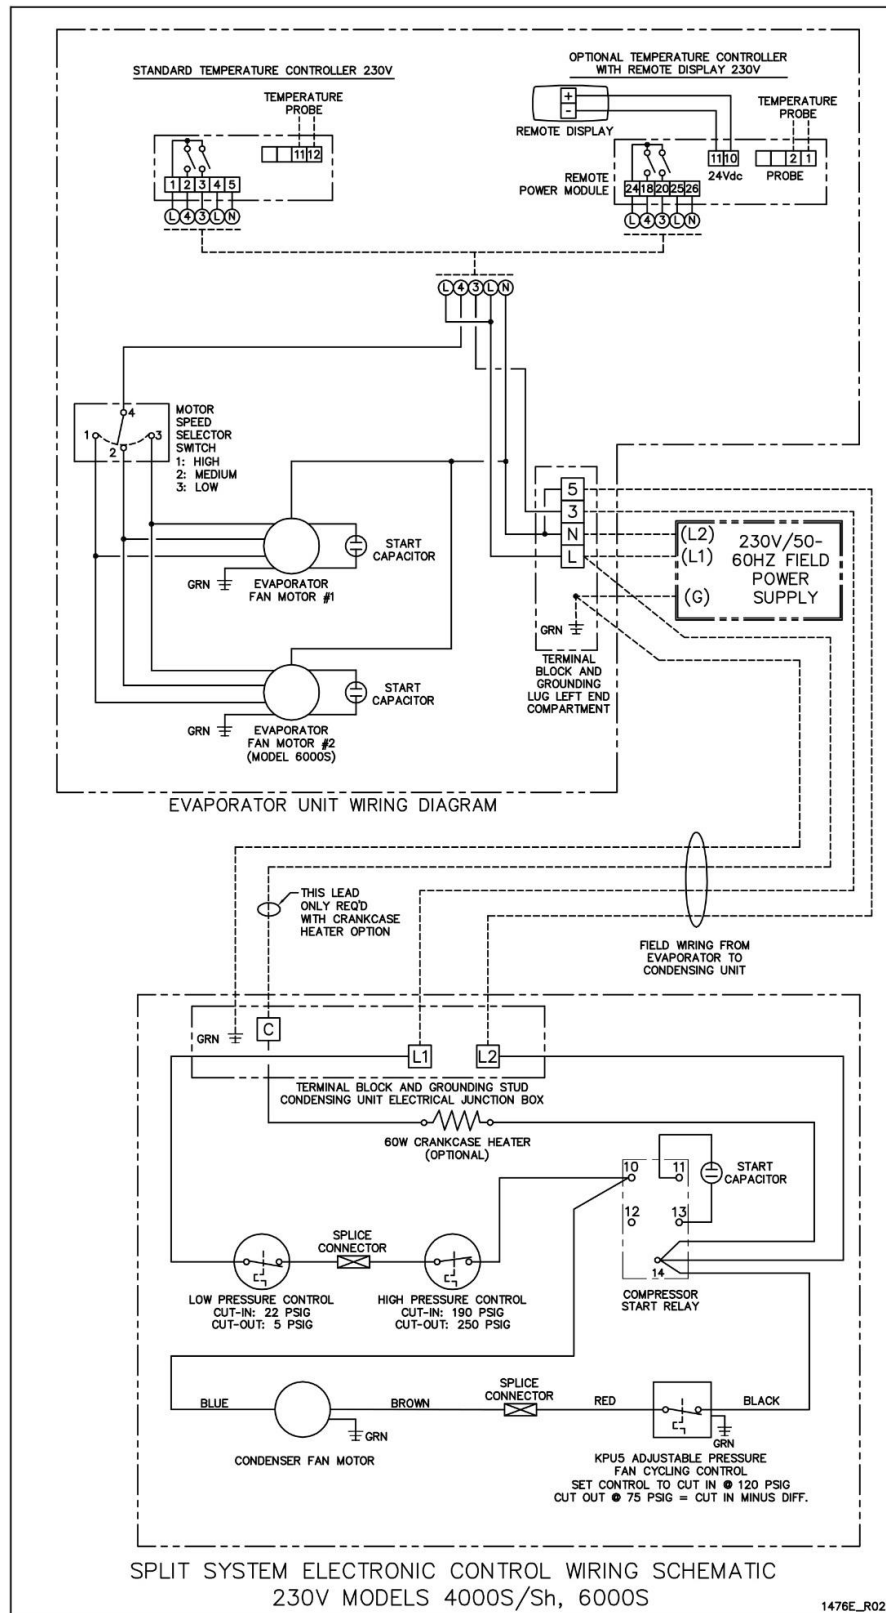 STANDARD TEMPERATURE CONTROLLER 230V
TEMPERATURE
PROBE
11 12
1 2 3 4 5
L 4 3 L N
OPTIONAL TEMPERATURE CONTROLLER
WITH REMOTE DISPLAY 230V
+
-
REMOTE DISPLAY
TEMPERATURE
PROBE
REMOTE
POWER MODULE
11 10
24Vdc
2 1
PROBE
24 18 20 25 26
L 4 3 L N
L 4 3 L N
4
1
2
3
MOTOR
SPEED
SELECTOR
SWITCH
1: HIGH
2: MEDIUM
3: LOW
START
CAPACITOR
GRN
EVAPORATOR
FAN MOTOR #1
START
CAPACITOR
GRN
EVAPORATOR
FAN MOTOR #2
(MODEL 6000S)
5
3
N
L
GRN
TERMINAL
BLOCK AND
GROUNDING
LUG LEFT END
COMPARTMENT
(L2)
(L1)
(G)
230V/50-
60HZ FIELD
POWER
SUPPLY
EVAPORATOR UNIT WIRING DIAGRAM
THIS LEAD
ONLY REQ'D
WITH CRANKCASE
HEATER OPTION
FIELD WIRING FROM
EVAPORATOR TO
CONDENSING UNIT
GRN
C
L1
L2
TERMINAL BLOCK AND GROUNDING STUD
CONDENSING UNIT ELECTRICAL JUNCTION BOX
60W CRANKCASE HEATER
(OPTIONAL)
10
11
12
13
14
START
CAPACITOR
COMPRESSOR
START RELAY
SPLICE
CONNECTOR
LOW PRESSURE CONTROL
CUT-IN: 22 PSIG
CUT-OUT: 5 PSIG
HIGH PRESSURE CONTROL
CUT-IN: 190 PSIG
CUT-OUT: 250 PSIG
BLUE
BROWN
SPLICE
CONNECTOR
RED
BLACK
GRN
CONDENSER FAN MOTOR
GRN
KPU5 ADJUSTABLE PRESSURE
FAN CYCLING CONTROL
SET CONTROL TO CUT IN @ 120 PSIG
CUT OUT @ 75 PSIG = CUT IN MINUS DIFF.
SPLIT SYSTEM ELECTRONIC CONTROL WIRING SCHEMATIC
230V MODELS 4000S/Sh, 6000S
1476E_R02